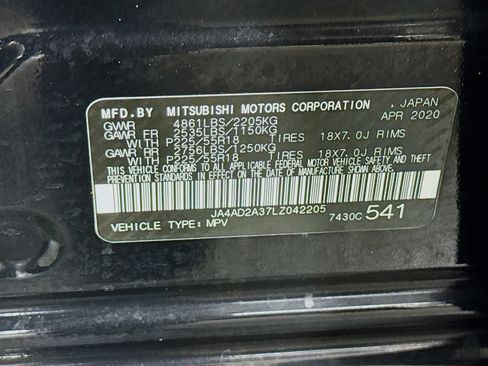 MFD.BY MITSUBISHI MOTORS CORPORATION JAPAN
GVWR 4861LBS/2205KG APR 2020
GAWR FR 2535LBS/1150KG
WITH P225/55R18 TIRES 18X7.0J RIMS
GAWR RR 2756LBS/1250KG
WITH P225/55R18 TIRES 18X7.0J RIMS
THIS VEHICLE CONFORMS TO ALL APPLICABLE FEDERAL MOTOR VEHICLE SAFETY, BUMPER, AND THEFT
PREVENTION STANDARDS IN EFFECT ON THE DATE OF MANUFACTURE SHOWN ABOVE.
JA4AD2A37LZ042205 7430C 541
VEHICLE TYPE: MPV